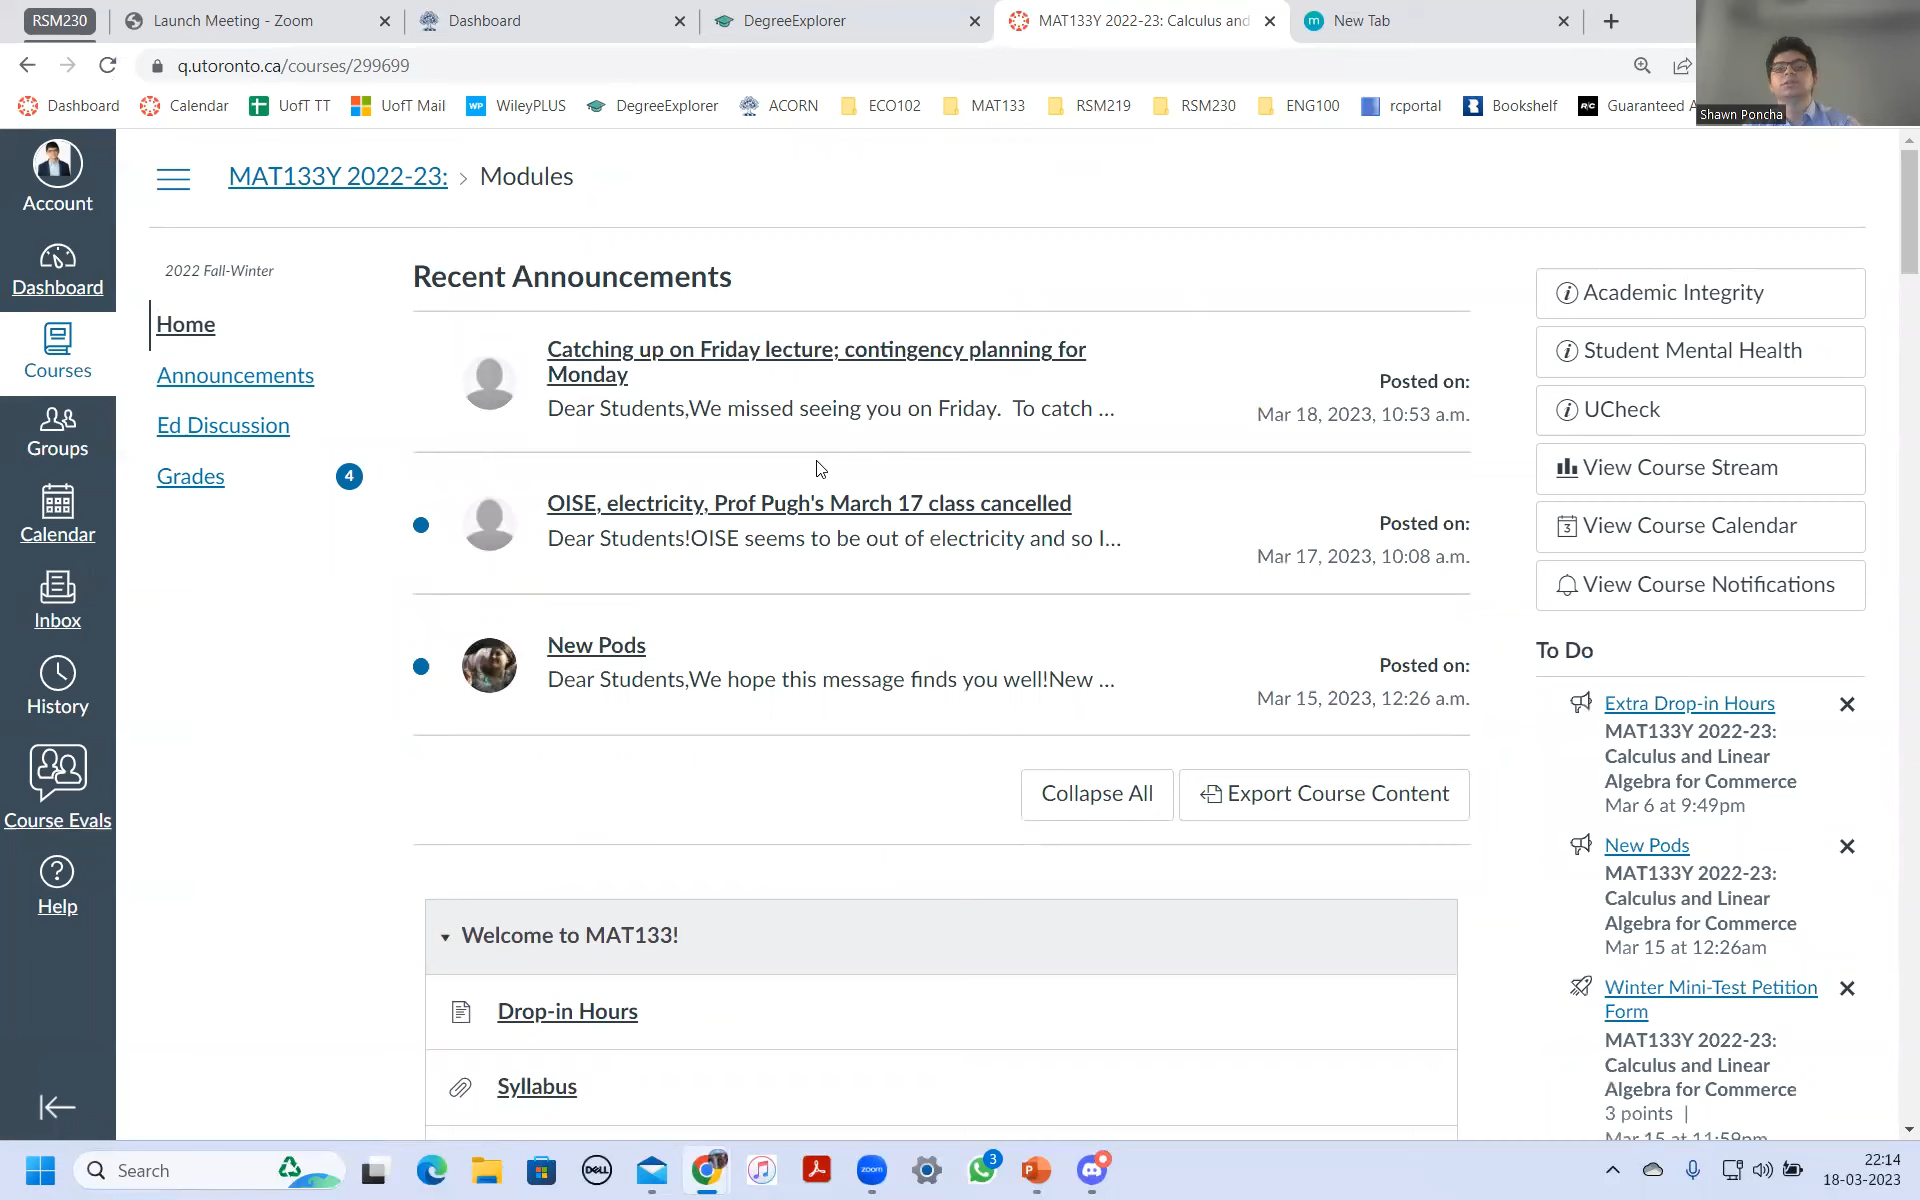 RSM230
Launch Meeting - Zoom
Dashboard
DegreeExplorer
MAT133Y 2022-23: Calculus and
New Tab
q.utoronto.ca/courses/299699
Dashboard
Calendar
UofT TT
UofT Mail
WileyPLUS
DegreeExplorer
ACORN
ECO102
MAT133
RSM219
RSM230
ENG100
rcportal
Bookshelf
Guaranteed A
Shawn Poncha
Account
Dashboard
Courses
Groups
Calendar
Inbox
History
Course Evals
Help
MAT133Y 2022-23: > Modules
2022 Fall-Winter
Home
Announcements
Ed Discussion
Grades 4
Recent Announcements
Catching up on Friday lecture; contingency planning for
Monday
Dear Students,We missed seeing you on Friday.  To catch ...
Posted on:
Mar 18, 2023, 10:53 a.m.
OISE, electricity, Prof Pugh's March 17 class cancelled
Dear Students!OISE seems to be out of electricity and so I...
Posted on:
Mar 17, 2023, 10:08 a.m.
New Pods
Dear Students,We hope this message finds you well!New ...
Posted on:
Mar 15, 2023, 12:26 a.m.
Collapse All
Export Course Content
Welcome to MAT133!
Drop-in Hours
Syllabus
Academic Integrity
Student Mental Health
UCheck
View Course Stream
View Course Calendar
View Course Notifications
To Do
Extra Drop-in Hours
MAT133Y 2022-23:
Calculus and Linear
Algebra for Commerce
Mar 6 at 9:49pm
New Pods
MAT133Y 2022-23:
Calculus and Linear
Algebra for Commerce
Mar 15 at 12:26am
Winter Mini-Test Petition
Form
MAT133Y 2022-23:
Calculus and Linear
Algebra for Commerce
3 points |
Mar 15 at 11:59pm
Search
DELL
zoom
3
22:14
18-03-2023